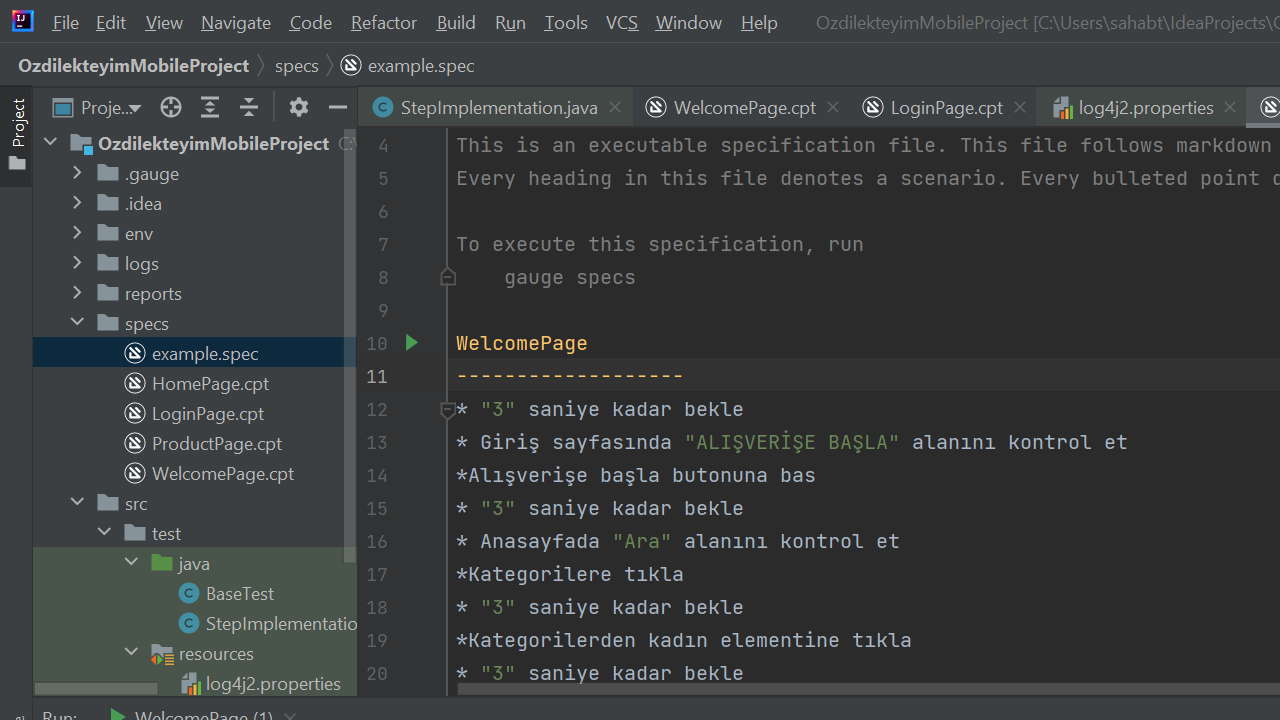 File Edit View Navigate Code Refactor Build Run Tools VCS Window Help OzdilekteyimMobileProject [C:\Users\sahabt\IdeaProjects\
OzdilekteyimMobileProject specs example.spec
Project
Proje...
StepImplementation.java WelcomePage.cpt LoginPage.cpt log4j2.properties
OzdilekteyimMobileProject C:\
.gauge
.idea
env
logs
reports
specs
example.spec
HomePage.cpt
LoginPage.cpt
ProductPage.cpt
WelcomePage.cpt
src
test
java
BaseTest
StepImplementatio
resources
log4j2.properties
4 This is an executable specification file. This file follows markdown
5 Every heading in this file denotes a scenario. Every bulleted point
6
7 To execute this specification, run
8 gauge specs
9
10 WelcomePage
11 -------------------
12 * "3" saniye kadar bekle
13 * Giriş sayfasında "ALIŞVERİŞE BAŞLA" alanını kontrol et
14 *Alışverişe başla butonuna bas
15 * "3" saniye kadar bekle
16 * Anasayfada "Ara" alanını kontrol et
17 *Kategorilere tıkla
18 * "3" saniye kadar bekle
19 *Kategorilerden kadın elementine tıkla
20 * "3" saniye kadar bekle
Run: WelcomePage (1)